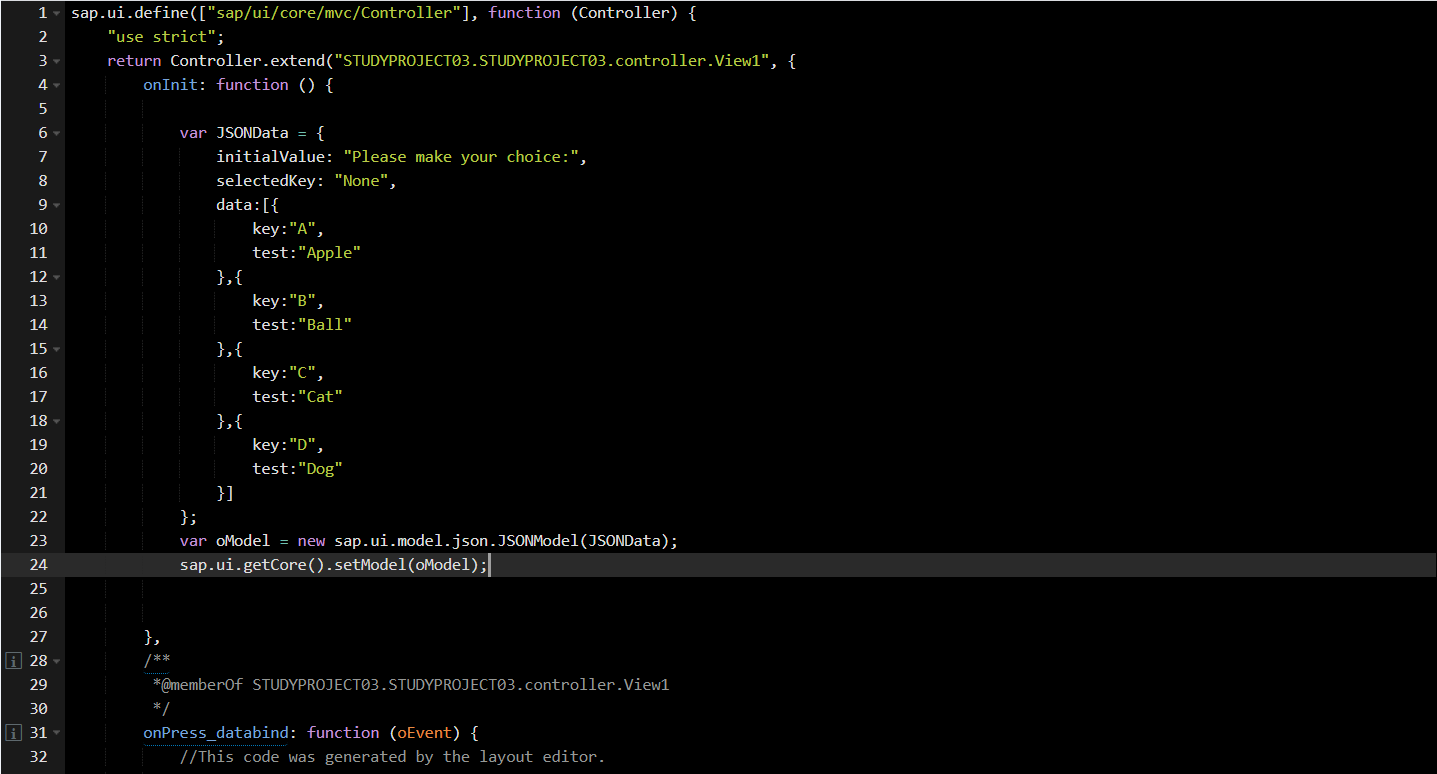 1 sap.ui.define(["sap/ui/core/mvc/Controller"], function (Controller) {
2 "use strict";
3 return Controller.extend("STUDYPROJECT03.STUDYPROJECT03.controller.View1", {
4 onInit: function () {
5
6 var JSONData = {
7 initialValue: "Please make your choice:",
8 selectedKey: "None",
9 data:[{
10 key:"A",
11 test:"Apple"
12 },{
13 key:"B",
14 test:"Ball"
15 },{
16 key:"C",
17 test:"Cat"
18 },{
19 key:"D",
20 test:"Dog"
21 }]
22 };
23 var oModel = new sap.ui.model.json.JSONModel(JSONData);
24 sap.ui.getCore().setModel(oModel);
25
26
27 },
i 28 /**
29 *@memberOf STUDYPROJECT03.STUDYPROJECT03.controller.View1
30 */
i 31 onPress_databind: function (oEvent) {
32 //This code was generated by the layout editor.